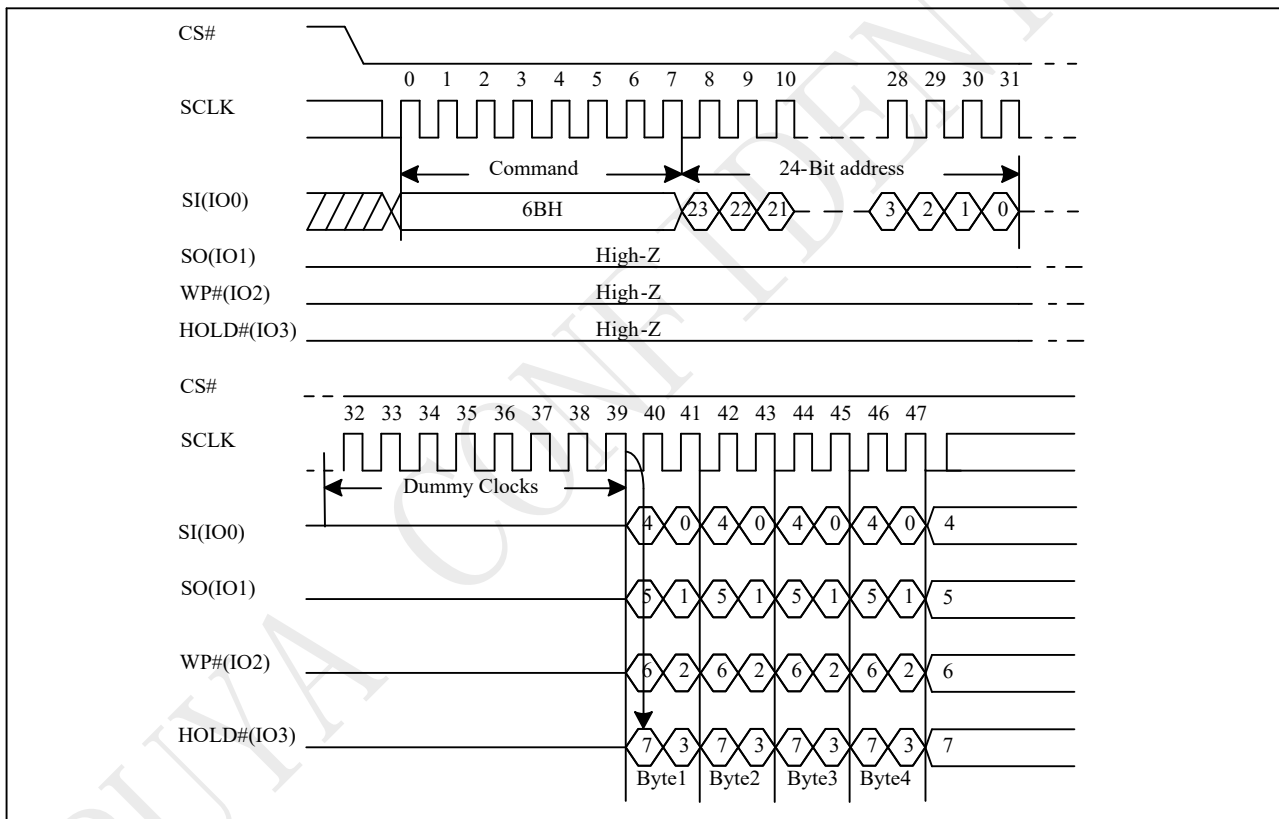 CS#
0 1 2 3 4 5 6 7 8 9 10 28 29 30 31
SCLK
Command 24-Bit address
SI(IO0) 6BH 23 22 21 3 2 1 0
SO(IO1) High-Z
WP#(IO2) High-Z
HOLD#(IO3) High-Z
CS#
32 33 34 35 36 37 38 39 40 41 42 43 44 45 46 47
SCLK
Dummy Clocks
SI(IO0) 4 0 4 0 4 0 4 0 4
SO(IO1) 5 1 5 1 5 1 5 1 5
WP#(IO2) 6 2 6 2 6 2 6 2 6
HOLD#(IO3) 7 3 7 3 7 3 7 3 7
Byte1 Byte2 Byte3 Byte4
PUYA CONFIDENT